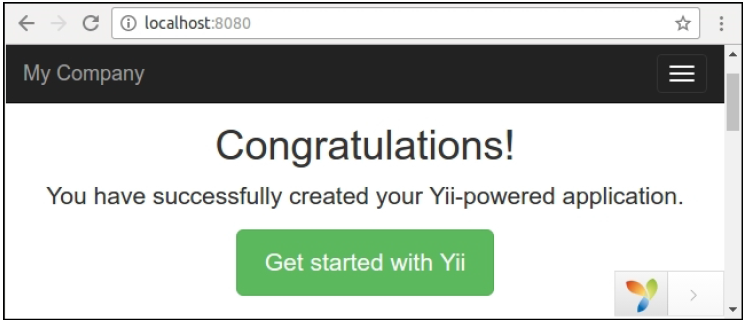 localhost:8080
My Company
Congratulations!
You have successfully created your Yii-powered application.
Get started with Yii